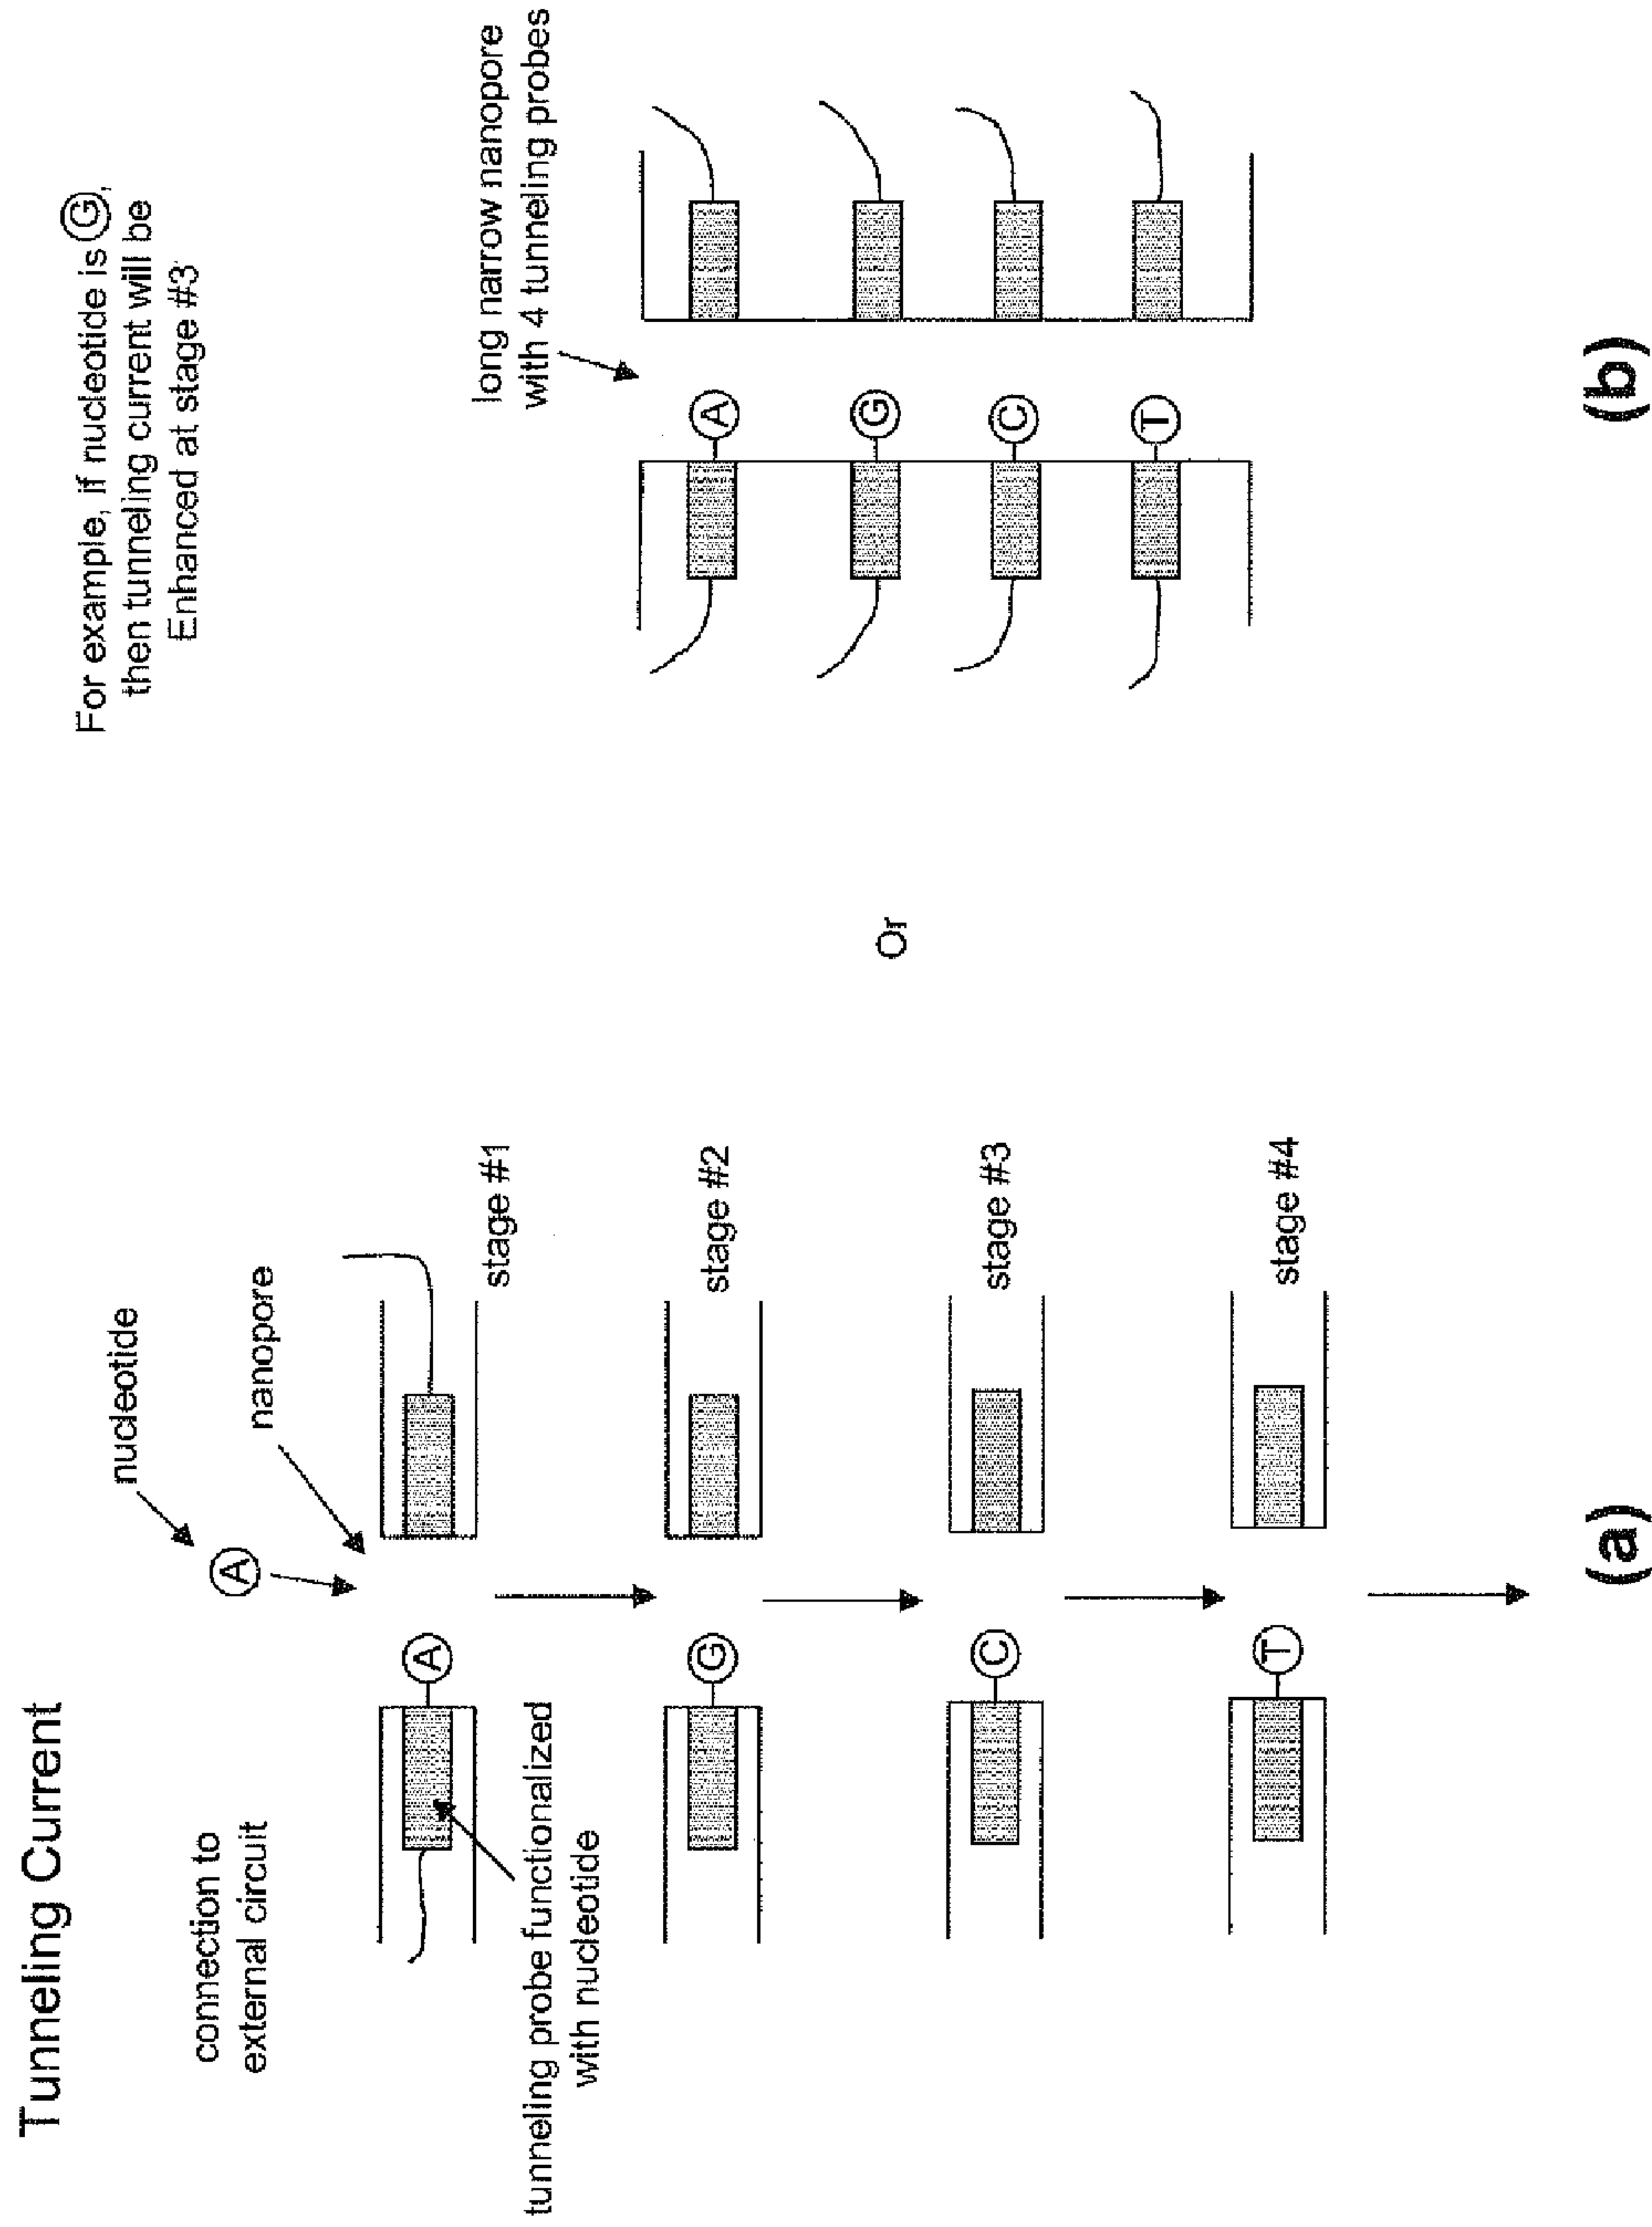 Tunneling Current
connection to
external circuit
nucleotide
nanopore
A
A
stage #1
tunneling probe functionalized
with nucleotide
G
stage #2
C
stage #3
T
stage #4
(a)
Or
For example, if nucleotide is G,
then tunneling current will be
Enhanced at stage #3
long narrow nanopore
with 4 tunneling probes
A
G
C
T
(b)